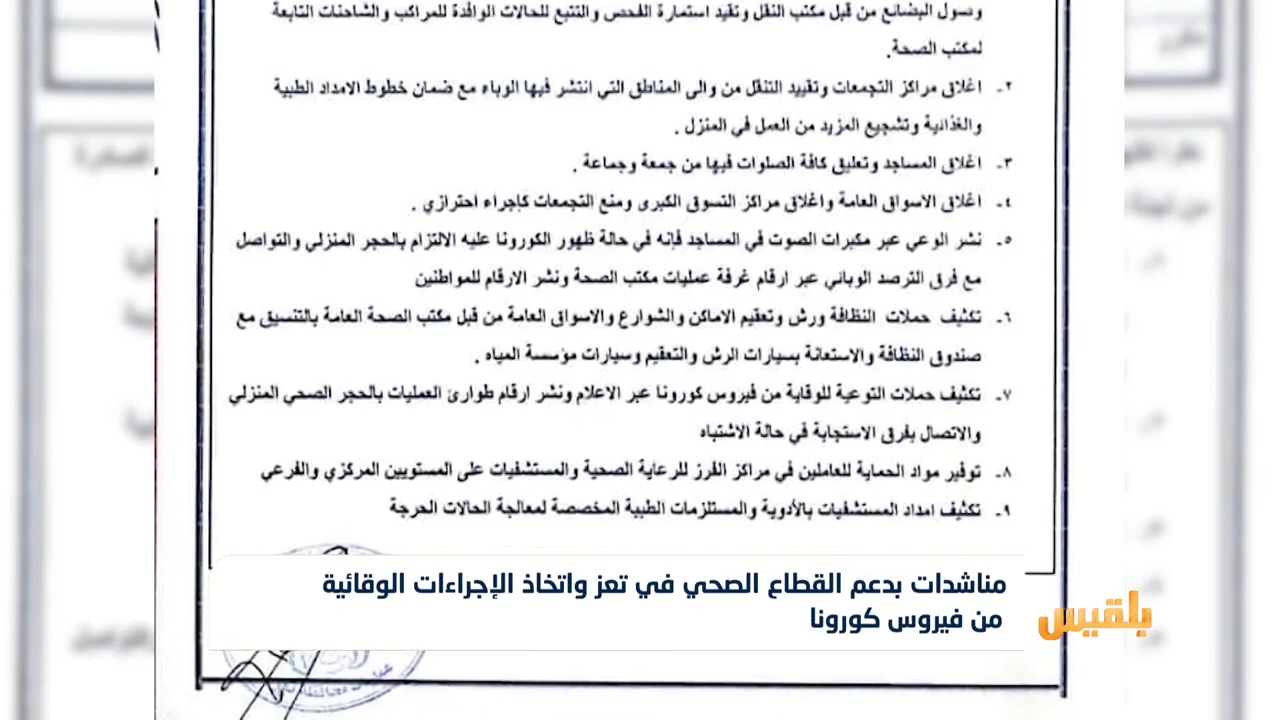 وصول البضائع من قبل مكتب النقل وتقيد استمارة الفحص والتتبع للحالات الوافدة للمراكب والشاحنات التابعة
لمكتب الصحة.
٢- اغلاق مراكز التجمعات وتقييد التنقل من والى المناطق التي انتشر فيها الوباء مع ضمان خطوط الامداد الطبية
والغذائية وتشجيع المزيد من العمل في المنزل .
٣- اغلاق المساجد وتعليق كافة الصلوات فيها من جمعة وجماعة .
٤- إغلاق الاسواق العامة واغلاق مراكز التسوق الكبرى ومنع التجمعات كإجراء احترازي .
٥- نشر الوعي عبر مكبرات الصوت في المساجد فإنه في حالة ظهور الكورونا عليه الالتزام بالحجر المنزلي والتواصل
مع فرق الترصد الوبائي عبر ارقام غرفة عمليات مكتب الصحة ونشر الارقام للمواطنين
٦- تكثيف حملات النظافة ورش وتعقيم الاماكن والشوارع والاسواق العامة من قبل مكتب الصحة العامة بالتنسيق مع
صندوق النظافة والاستعانة بسيارات الرش والتعقيم وسيارات مؤسسة المياه .
٧- تكثيف حملات التوعية للوقاية من فيروس كورونا عبر الاعلام ونشر ارقام طوارئ العمليات بالحجر الصحي المنزلي
والاتصال بفرق الاستجابة في حالة الاشتباه
٨- توفير مواد الحماية للعاملين في مراكز الفرز للرعاية الصحية والمستشفيات على المستويين المركزي والفرعي
٩- تكثيف امداد المستشفيات بالأدوية والمستلزمات الطبية المخصصة لمعالجة الحالات الحرجة
مناشدات بدعم القطاع الصحي في تعز واتخاذ الإجراءات الوقائية
من فيروس كورونا
بلقيس